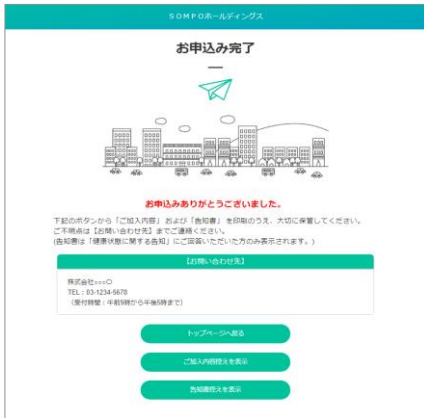 SOMPOホールディングス
お申込み完了
お申込みありがとうございました。
下記のボタンから「ご加入内容」および「告知書」を印刷のうえ、大切に保管してください。
ご不明点は【お問い合わせ先】までご連絡ください。
(告知書は「健康状態に関する告知」にご回答いただいた方のみ表示されます。)
【お問い合わせ先】
株式会社○○○○
TEL:03-1234-5678
(受付時間:午前9時から午後5時まで)
トップページへ戻る
ご加入内容控えを表示
告知書控えを表示